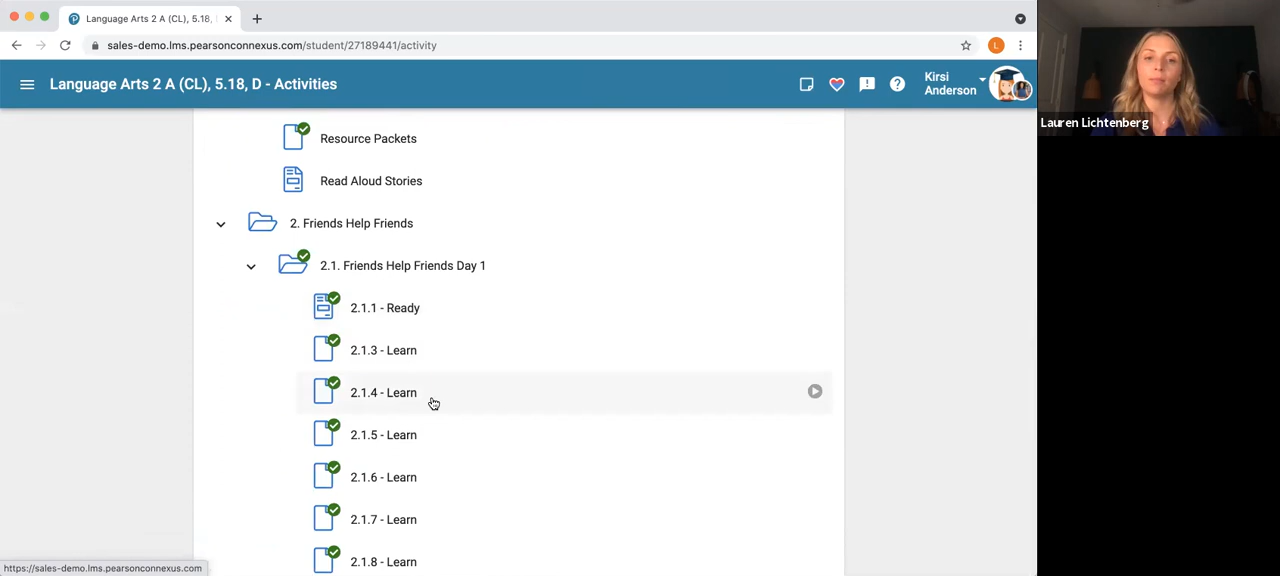 Language Arts 2 A (CL), 5.18,
sales-demo.lms.pearsonconnexus.com/student/27189441/activity
L
Language Arts 2 A (CL), 5.18, D - Activities
Kirsi
Anderson
Lauren Lichtenberg
Resource Packets
Read Aloud Stories
2. Friends Help Friends
2.1. Friends Help Friends Day 1
2.1.1 - Ready
2.1.3 - Learn
2.1.4 - Learn
2.1.5 - Learn
2.1.6 - Learn
2.1.7 - Learn
2.1.8 - Learn
https://sales-demo.lms.pearsonconnexus.com